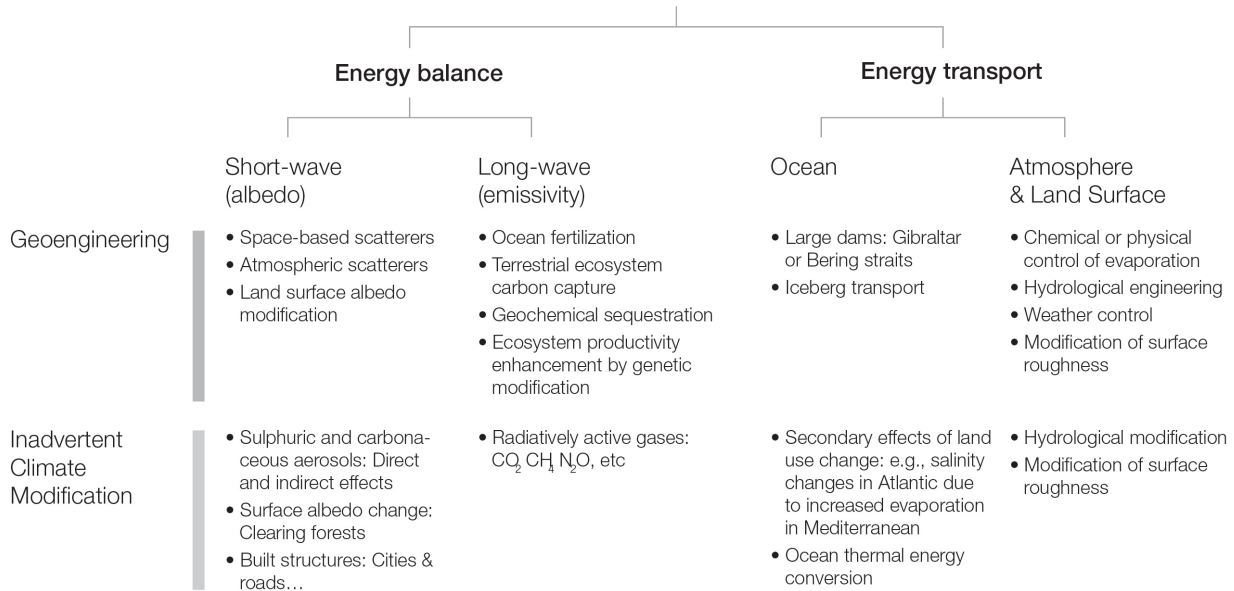 Energy balance
Energy transport
Short-wave
(albedo)
Long-wave
(emissivity)
Ocean
Atmosphere
& Land Surface
Geoengineering
• Space-based scatterers
• Atmospheric scatterers
• Land surface albedo
modification
• Ocean fertilization
• Terrestrial ecosystem
carbon capture
• Geochemical sequestration
• Ecosystem productivity
enhancement by genetic
modification
• Large dams: Gibraltar
or Bering straits
• Iceberg transport
• Chemical or physical
control of evaporation
• Hydrological engineering
• Weather control
• Modification of surface
roughness
Inadvertent
Climate
Modification
• Sulphuric and carbona-
ceous aerosols: Direct
and indirect effects
• Surface albedo change:
Clearing forests
• Built structures: Cities &
roads…
• Radiatively active gases:
CO₂ CH₄ N₂O, etc
• Secondary effects of land
use change: e.g., salinity
changes in Atlantic due
to increased evaporation
in Mediterranean
• Ocean thermal energy
conversion
• Hydrological modification
• Modification of surface
roughness